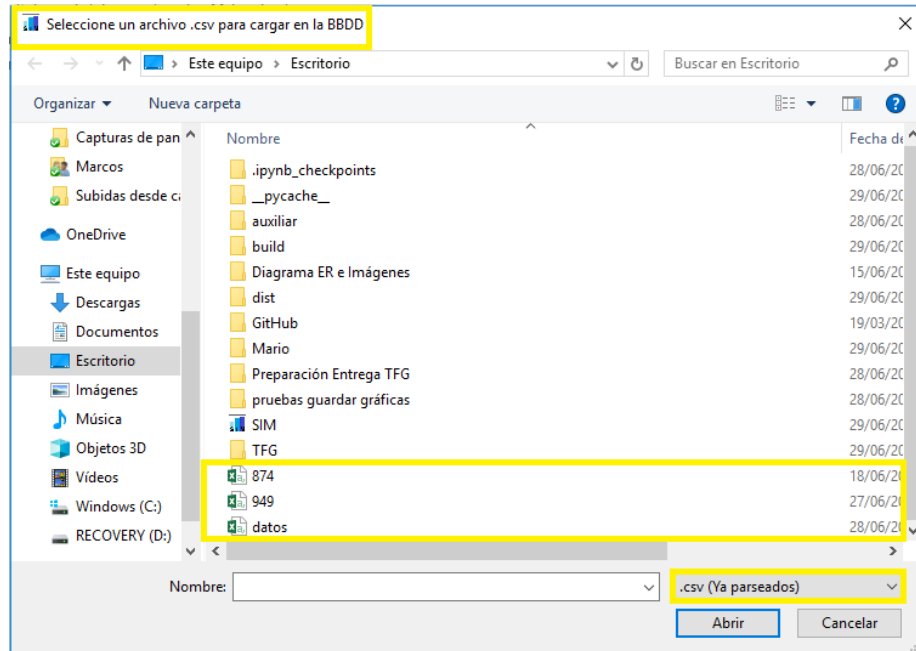 Seleccione un archivo .csv para cargar en la BBDD
Este equipo > Escritorio
Buscar en Escritorio
Organizar
Nueva carpeta
Capturas de pan
Marcos
Subidas desde ca
OneDrive
Este equipo
Descargas
Documentos
Escritorio
Imágenes
Música
Objetos 3D
Vídeos
Windows (C:)
RECOVERY (D:)
Nombre
Fecha de
.ipynb_checkpoints 28/06/20
__pycache__ 29/06/20
auxiliar 28/06/20
build 29/06/20
Diagrama ER e Imágenes 15/06/20
dist 29/06/20
GitHub 19/03/20
Mario 29/06/20
Preparación Entrega TFG 28/06/20
pruebas guardar gráficas 28/06/20
SIM 29/06/20
TFG 29/06/20
874 18/06/20
949 27/06/20
datos 28/06/20
Nombre:
.csv (Ya parseados)
Abrir
Cancelar